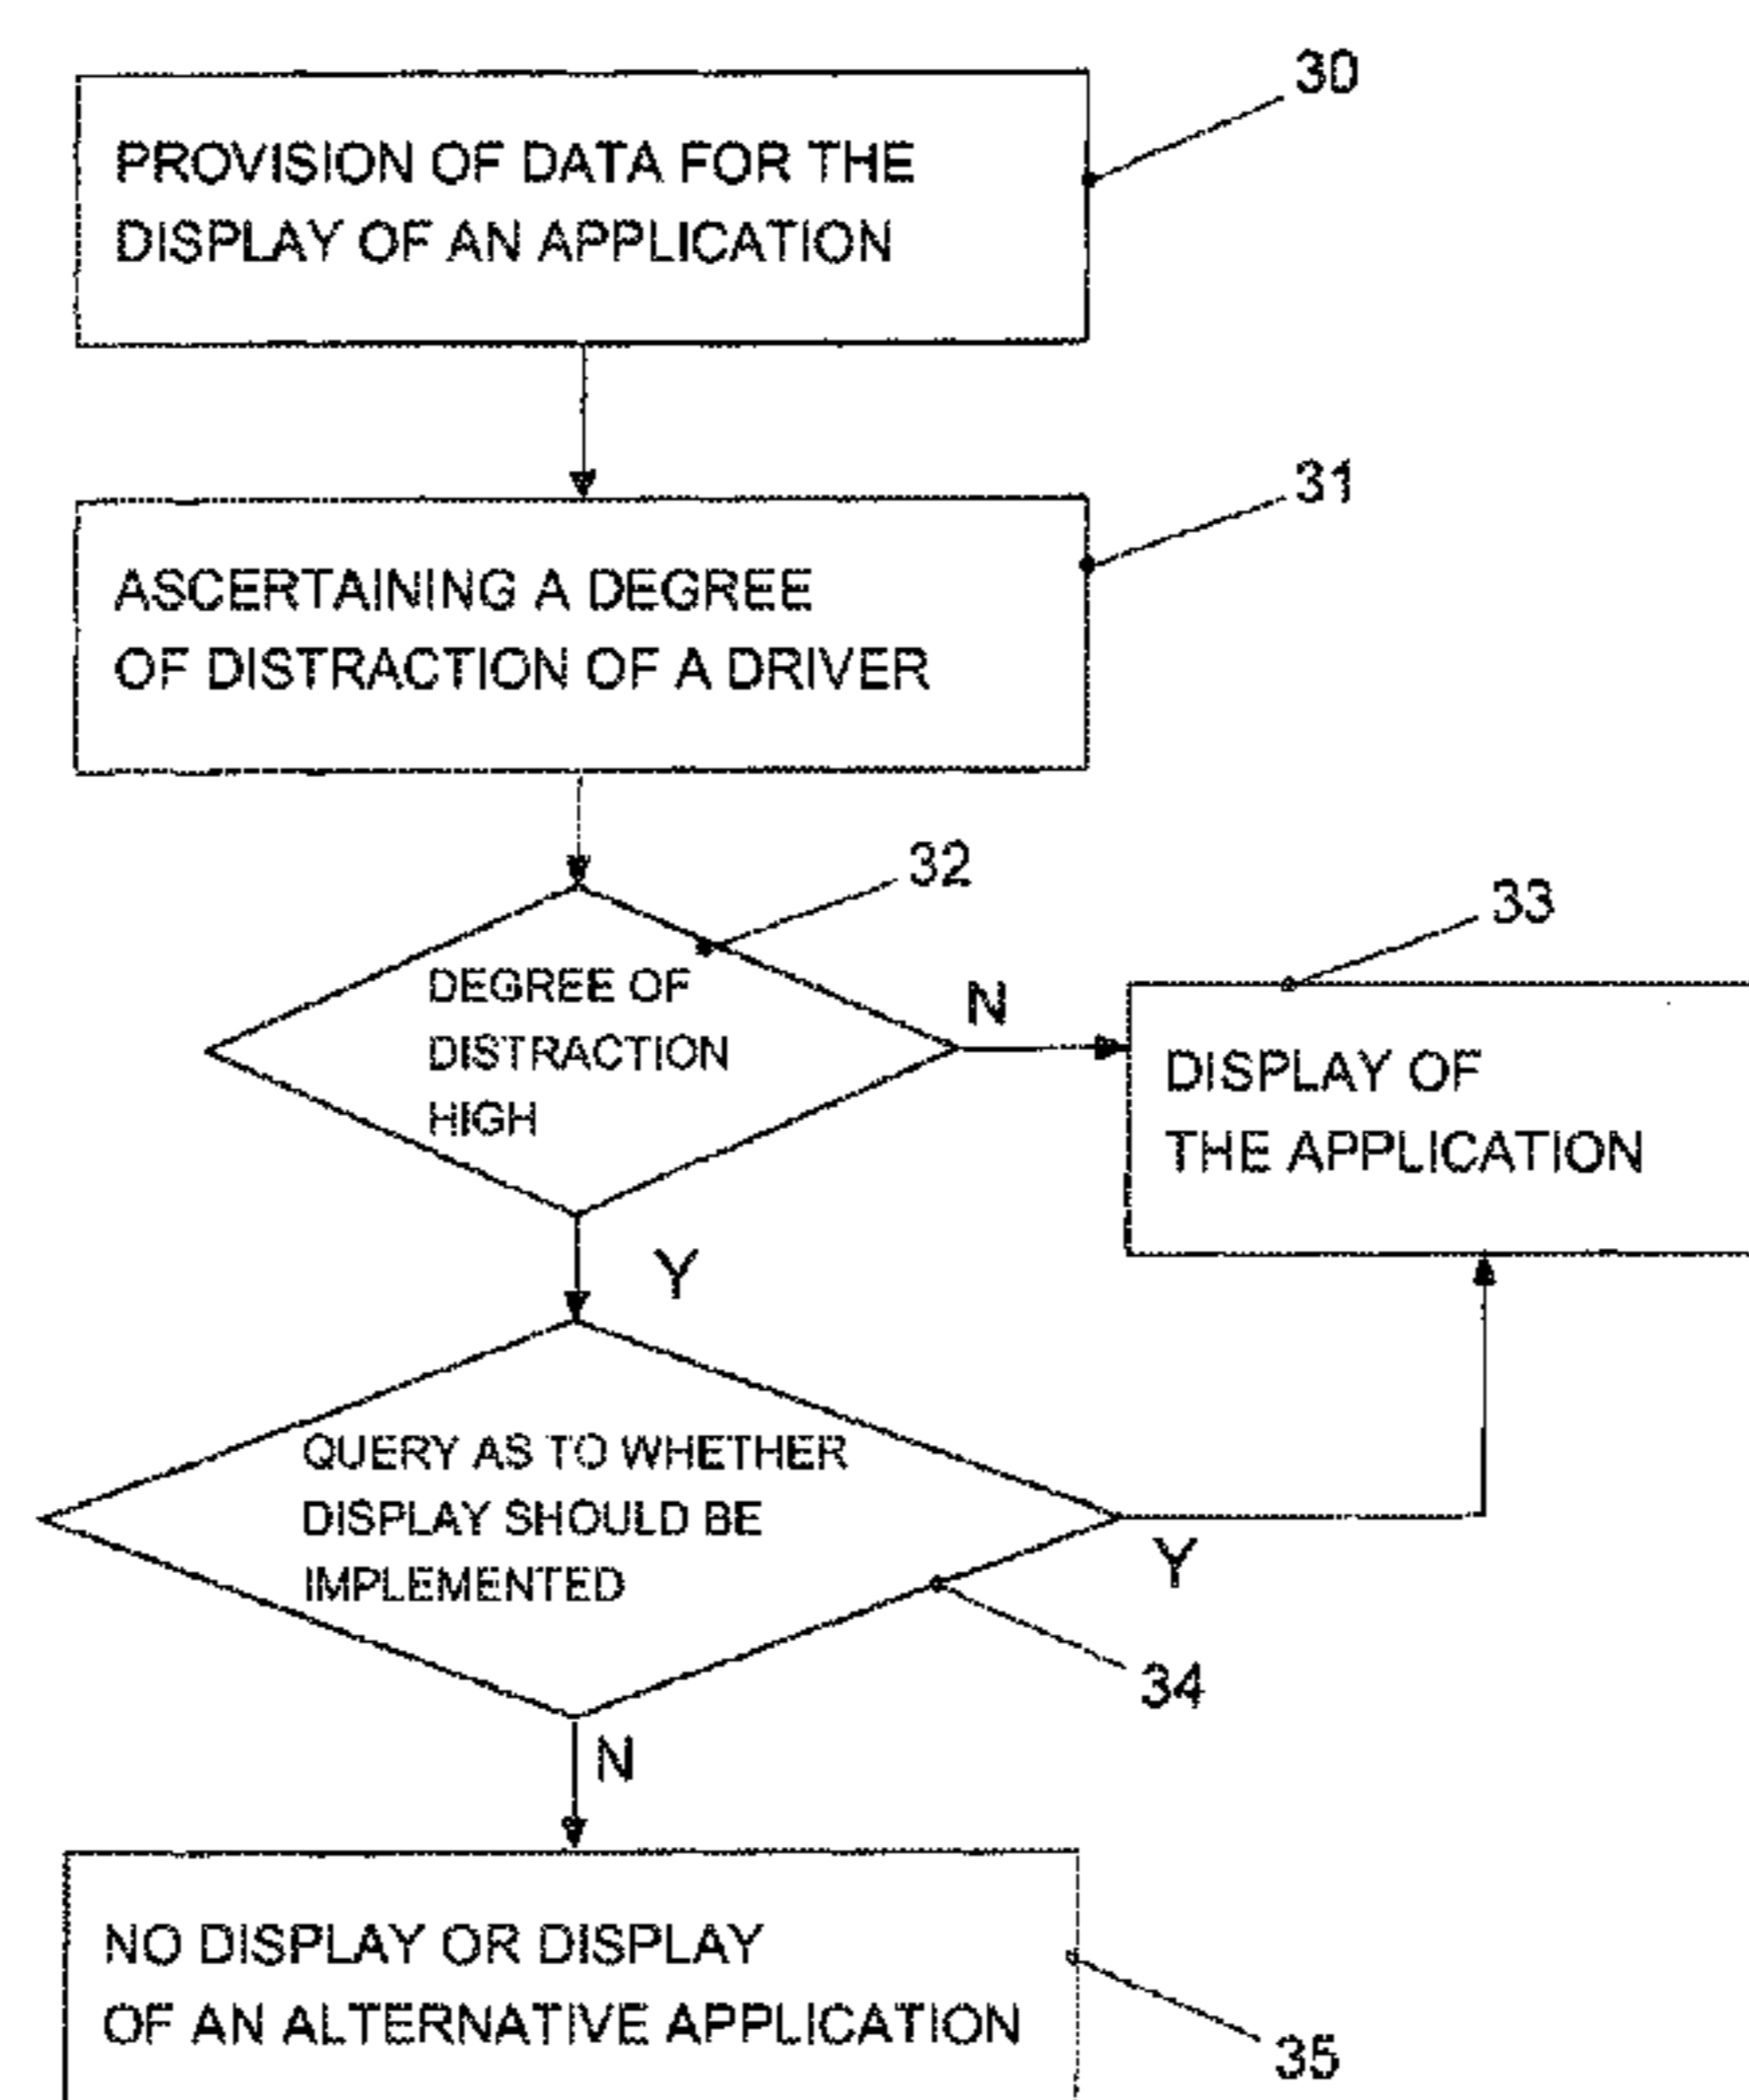 30
PROVISION OF DATA FOR THE
DISPLAY OF AN APPLICATION
31
ASCERTAINING A DEGREE
OF DISTRACTION OF A DRIVER
32
33
DEGREE OF
DISTRACTION
HIGH
N
DISPLAY OF
THE APPLICATION
Y
QUERY AS TO WHETHER
DISPLAY SHOULD BE
IMPLEMENTED
Y
34
N
NO DISPLAY OR DISPLAY
OF AN ALTERNATIVE APPLICATION
35